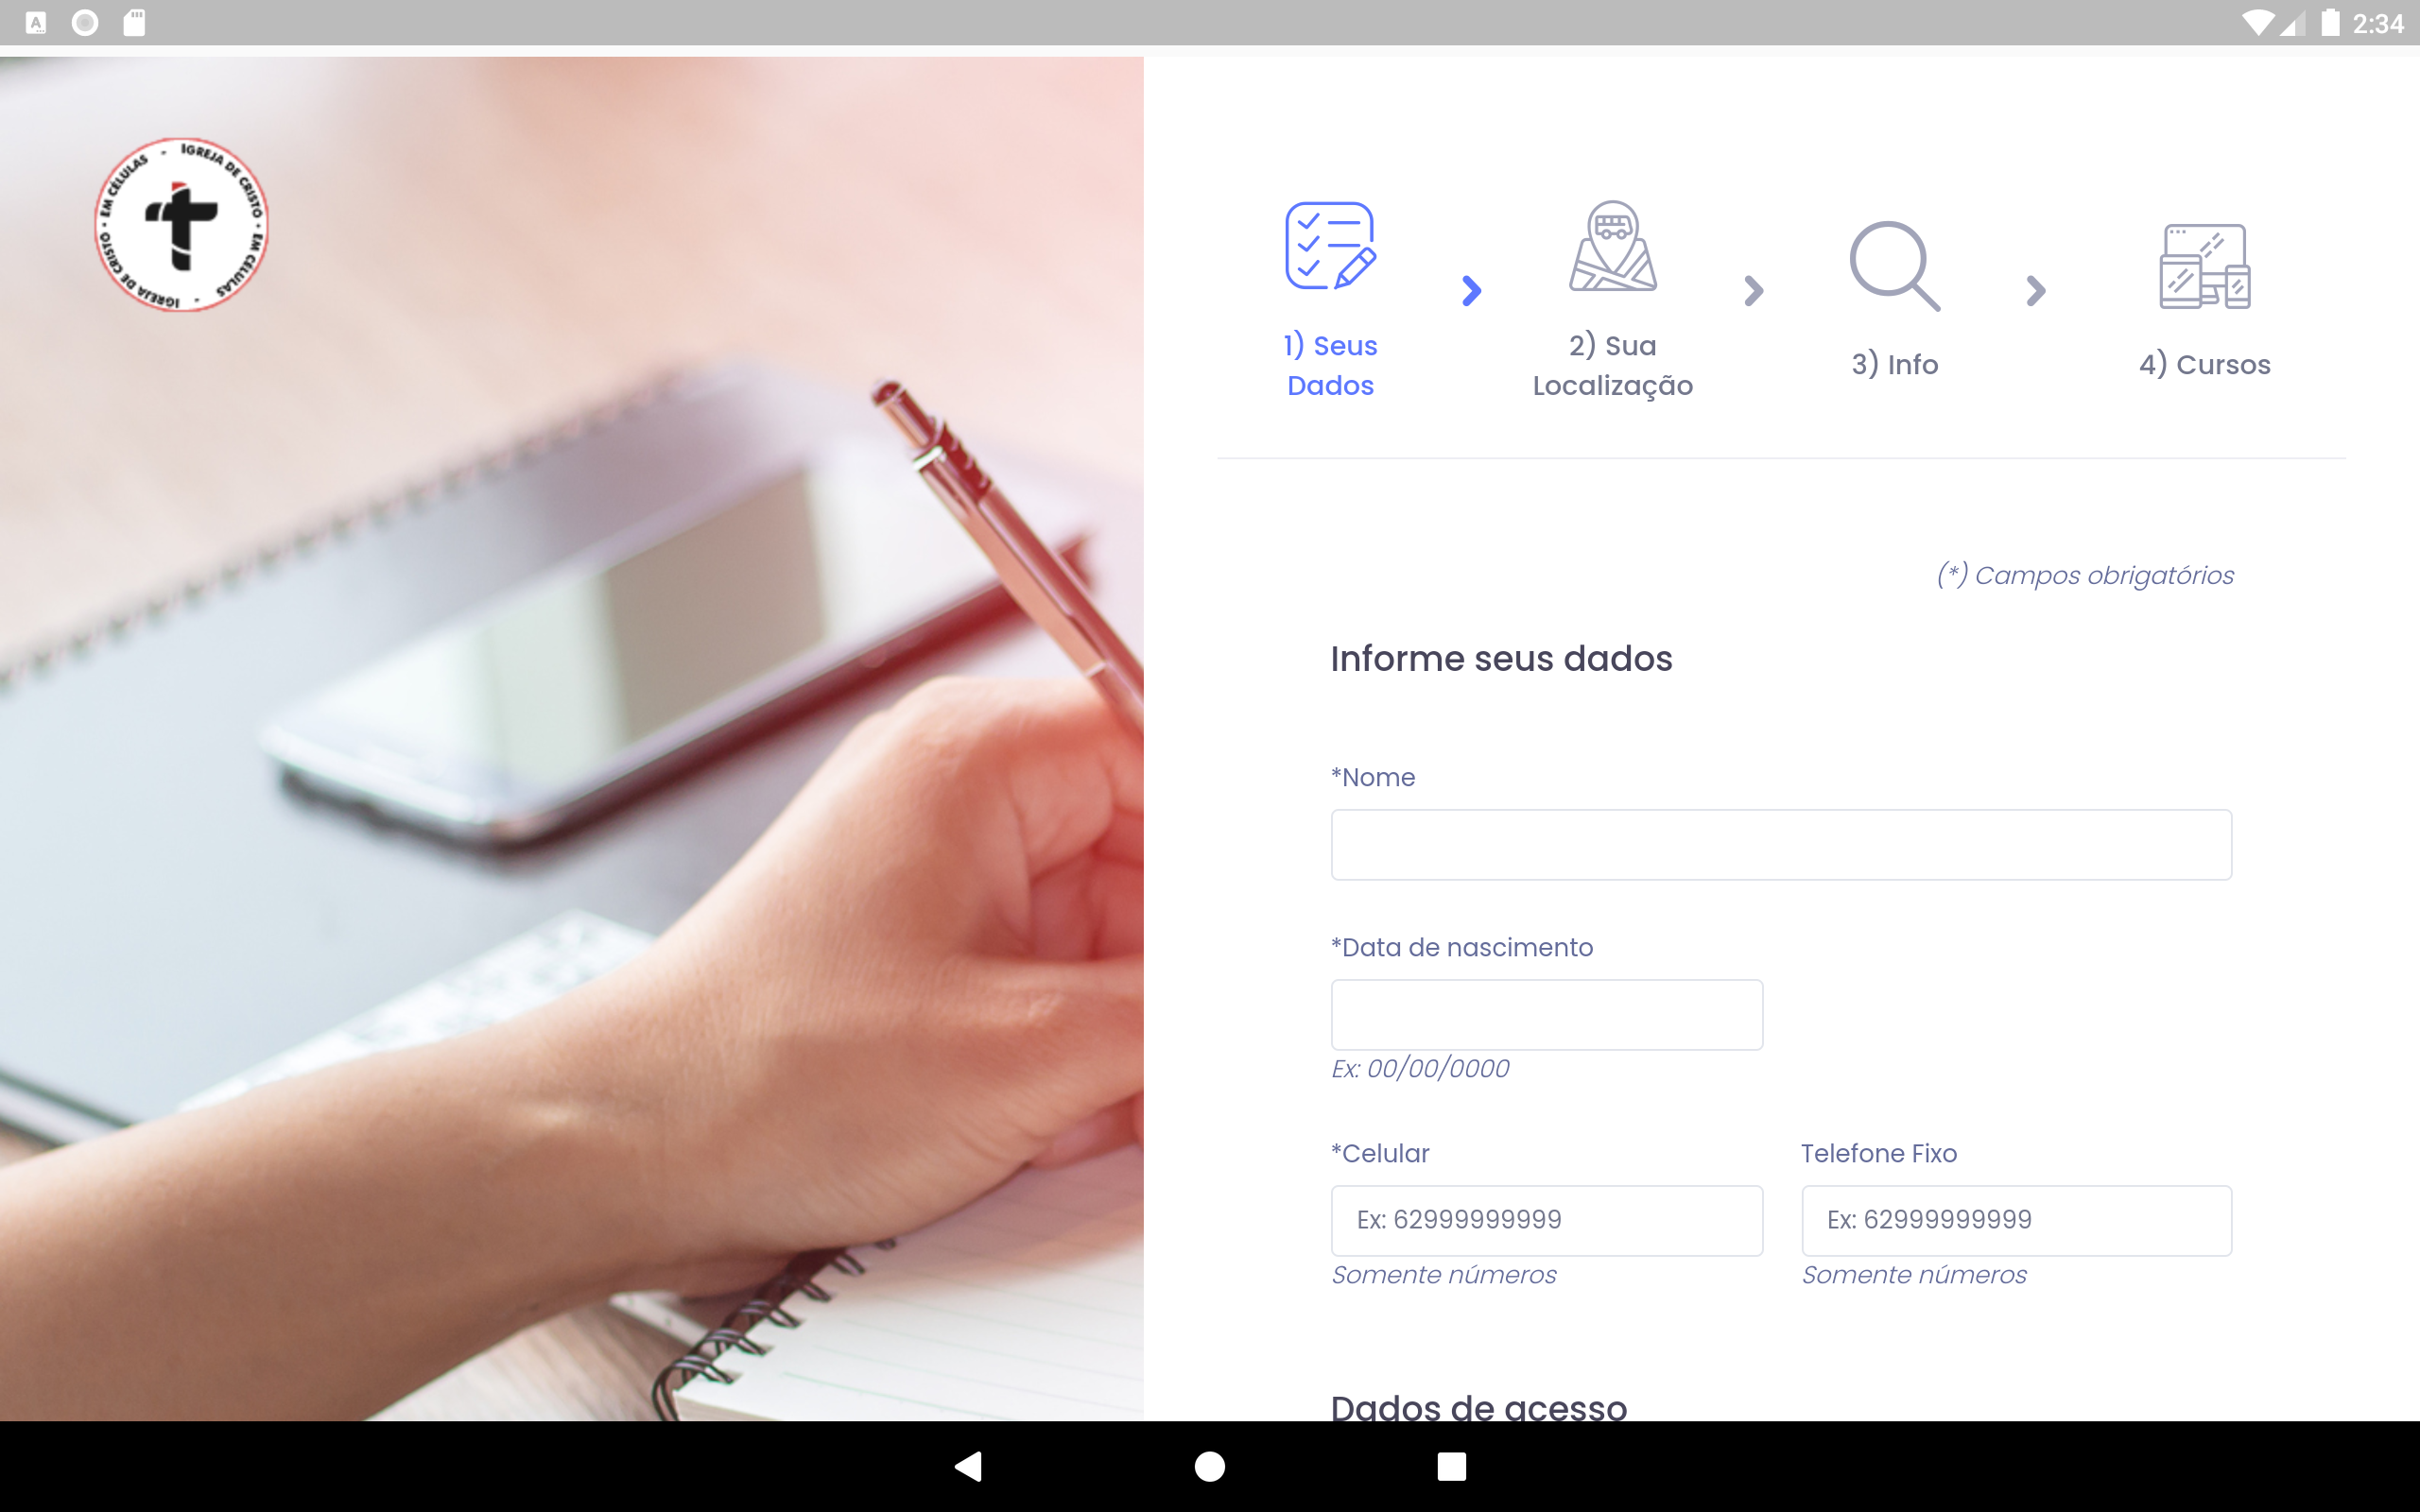 2:34
IGREJA DE CRISTO • EM CÉLULAS - IGREJA DE CRISTO • EM CÉLULAS -
1) Seus
Dados
2) Sua
Localização
3) Info
4) Cursos
(*) Campos obrigatórios
Informe seus dados
*Nome
*Data de nascimento
Ex: 00/00/0000
*Celular
Telefone Fixo
Ex: 62999999999
Ex: 62999999999
Somente números
Somente números
Dados de acesso